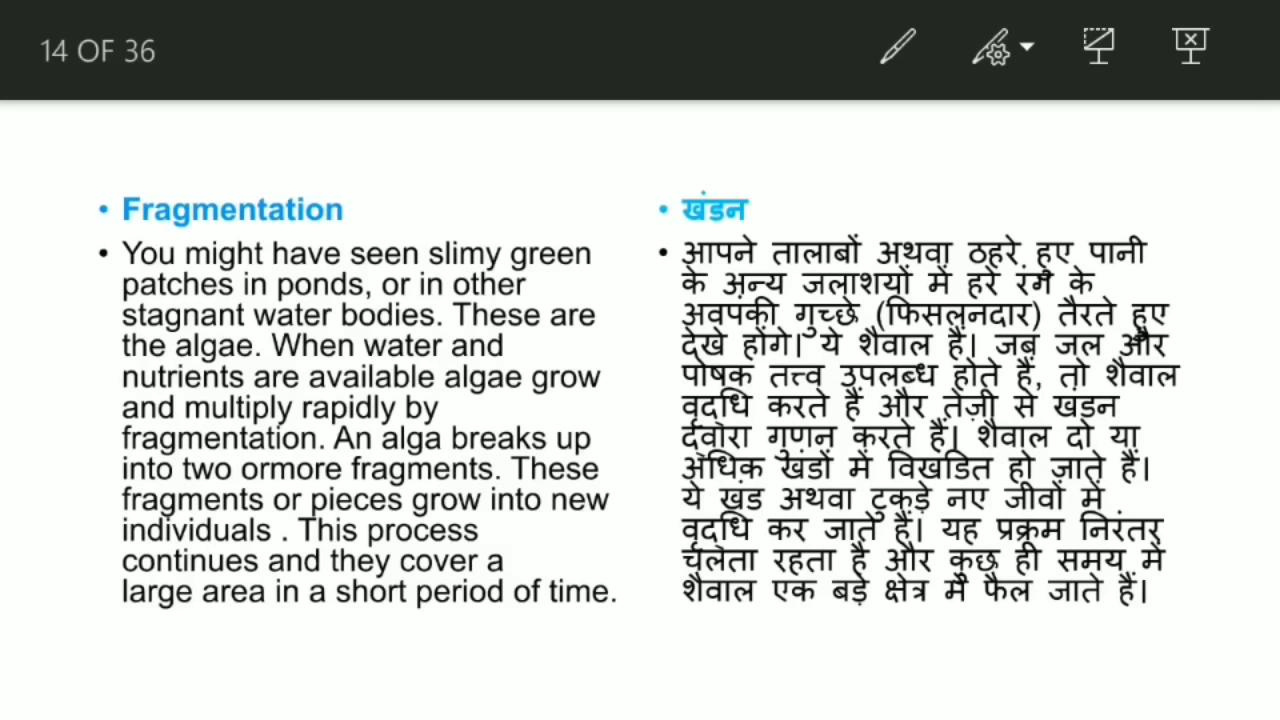 14 OF 36
• Fragmentation
• You might have seen slimy green
patches in ponds, or in other
stagnant water bodies. These are
the algae. When water and
nutrients are available algae grow
and multiply rapidly by
fragmentation. An alga breaks up
into two ormore fragments. These
fragments or pieces grow into new
individuals . This process
continues and they cover a
large area in a short period of time.
• खंडन
• आपने तालाबों अथवा ठहरे हुए पानी
के अन्य जलाशयों में हरे रंग के
अवपंकी गुच्छे (फिसलनदार) तैरते हुए
देखे होंगे। ये शैवाल हैं। जब जल और
पोषक तत्त्व उपलब्ध होते हैं, तो शैवाल
वृद्धि करते हैं और तेज़ी से खंडन
द्वारा गुणन करते हैं। शैवाल दो या
अधिक खंडों में विखंडित हो जाते हैं।
ये खंड अथवा टुकड़े नए जीवों में
वृद्धि कर जाते हैं। यह प्रक्रम निरंतर
चलता रहता है और कुछ ही समय में
शैवाल एक बड़े क्षेत्र में फैल जाते हैं।